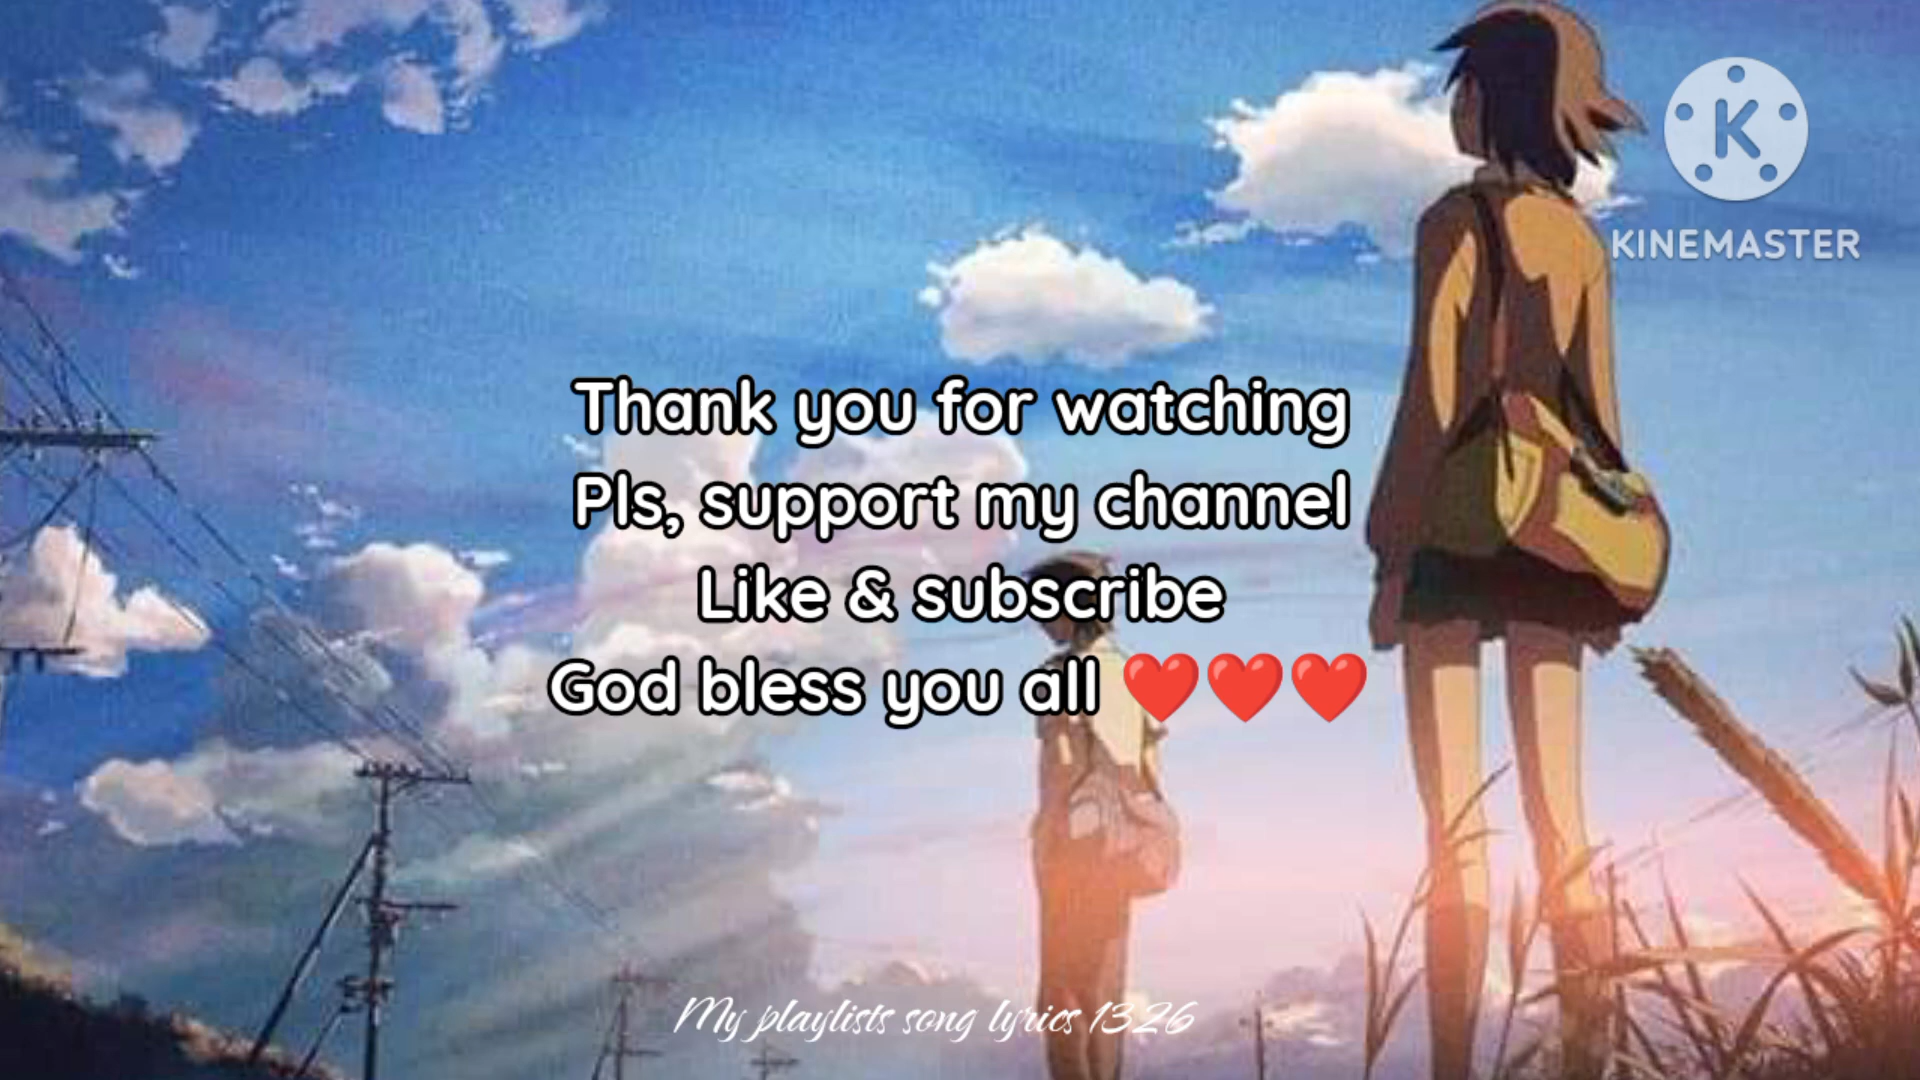 K
KINEMASTER
Thank you for watching
Pls, support my channel
Like & subscribe
God bless you all ❤️❤️❤️
My playlists song lyrics 1326